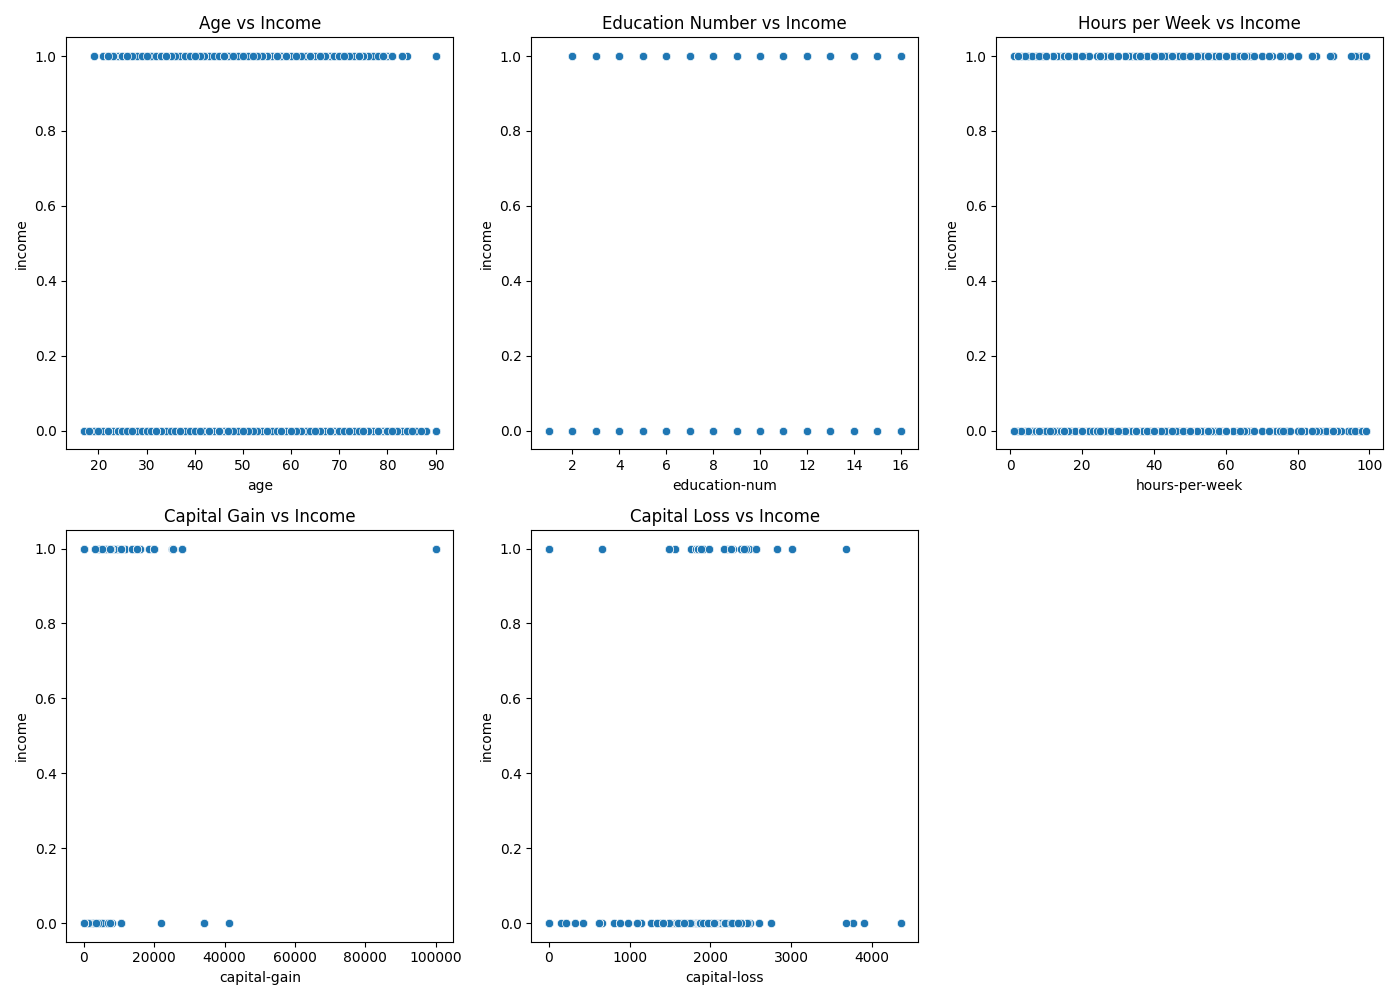 Age vs Income
Education Number vs Income
Hours per Week vs Income
1.0
0.8
0.6
0.4
0.2
0.0
income
20 30 40 50 60 70 80 90
age
1.0
0.8
0.6
0.4
0.2
0.0
income
2 4 6 8 10 12 14 16
education-num
1.0
0.8
0.6
0.4
0.2
0.0
income
0 20 40 60 80 100
hours-per-week
Capital Gain vs Income
Capital Loss vs Income
1.0
0.8
0.6
0.4
0.2
0.0
income
0 20000 40000 60000 80000 100000
capital-gain
1.0
0.8
0.6
0.4
0.2
0.0
income
0 1000 2000 3000 4000
capital-loss